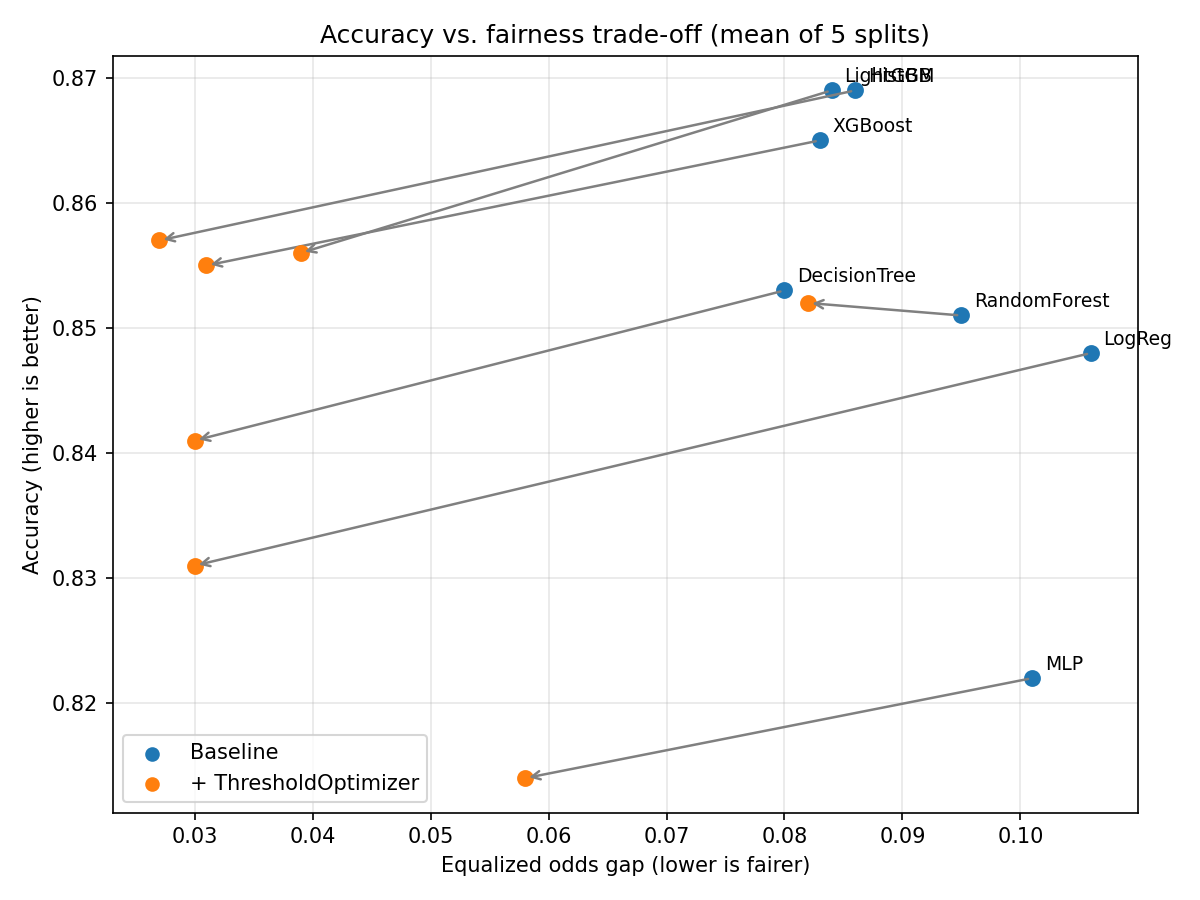 Accuracy vs. fairness trade-off (mean of 5 splits)
Accuracy (higher is better)
0.87
0.86
0.85
0.84
0.83
0.82
LightGBM
HistGB
XGBoost
DecisionTree
RandomForest
LogReg
MLP
Baseline
+ ThresholdOptimizer
0.03 0.04 0.05 0.06 0.07 0.08 0.09 0.10
Equalized odds gap (lower is fairer)